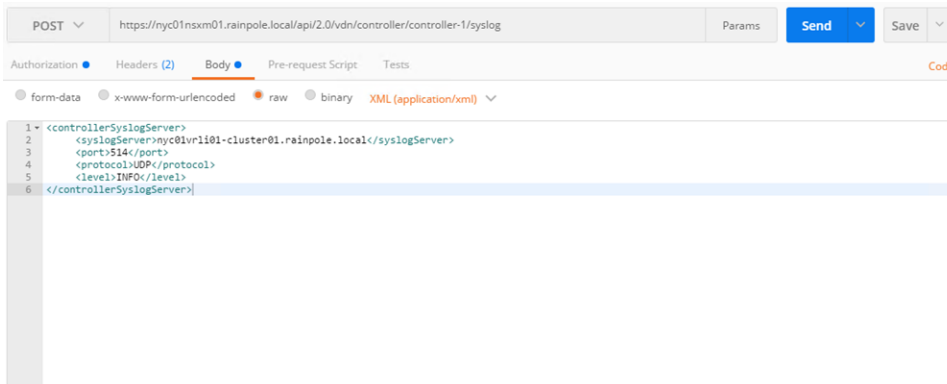 POST https://nyc01nsxm01.rainpole.local/api/2.0/vdn/controller/controller-1/syslog Params Send Save
Authorization Headers (2) Body Pre-request Script Tests Cod
form-data x-www-form-urlencoded raw binary XML (application/xml)
1 <controllerSyslogServer>
2 <syslogServer>nyc01vrli01-cluster01.rainpole.local</syslogServer>
3 <port>514</port>
4 <protocol>UDP</protocol>
5 <level>INFO</level>
6 </controllerSyslogServer>